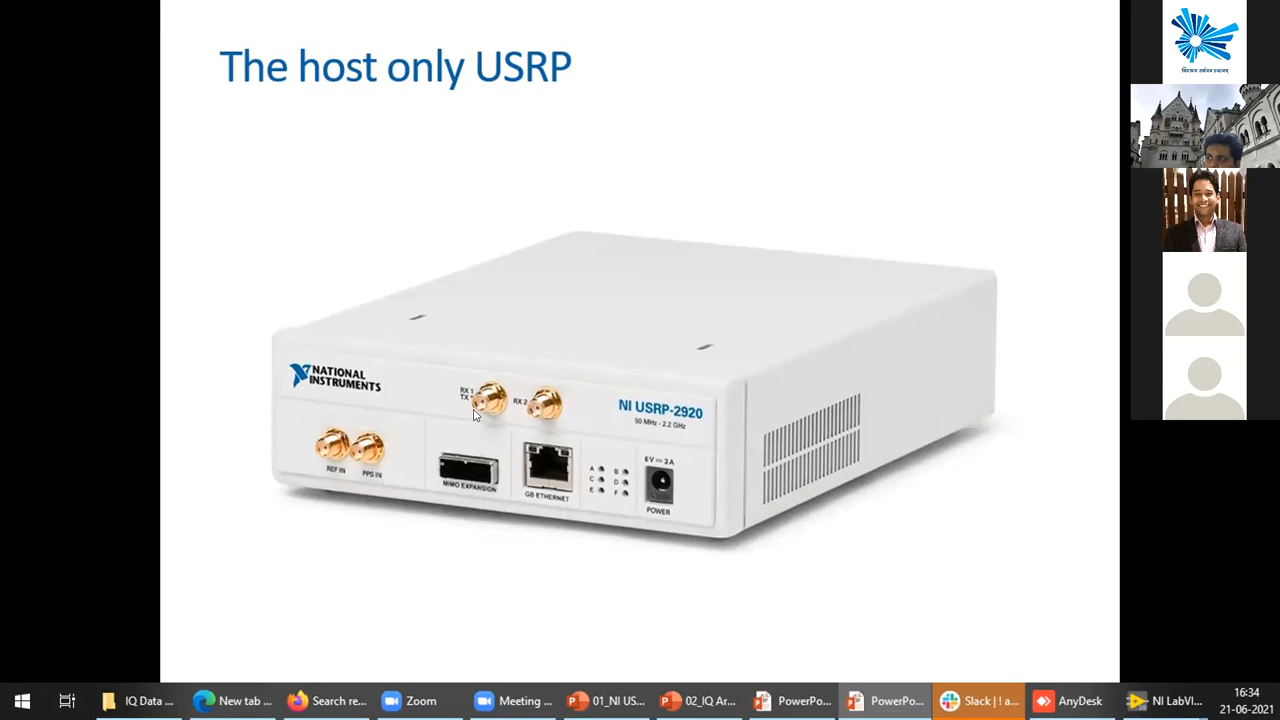 The host only USRP
NATIONAL
INSTRUMENTS
RX 1
TX 1
RX 2
NI USRP-2920
50 MHz - 2.2 GHz
REF IN
PPS IN
MIMO EXPANSION
GB ETHERNET
A
B
C
D
E
F
6V 3A
POWER
IQ Data ...
New tab ...
Search re...
Zoom
Meeting ...
01_NI US...
02_IQ Ar...
PowerPo...
PowerPo...
Slack | ! a...
AnyDesk
NI LabVI...
16:34
21-06-2021